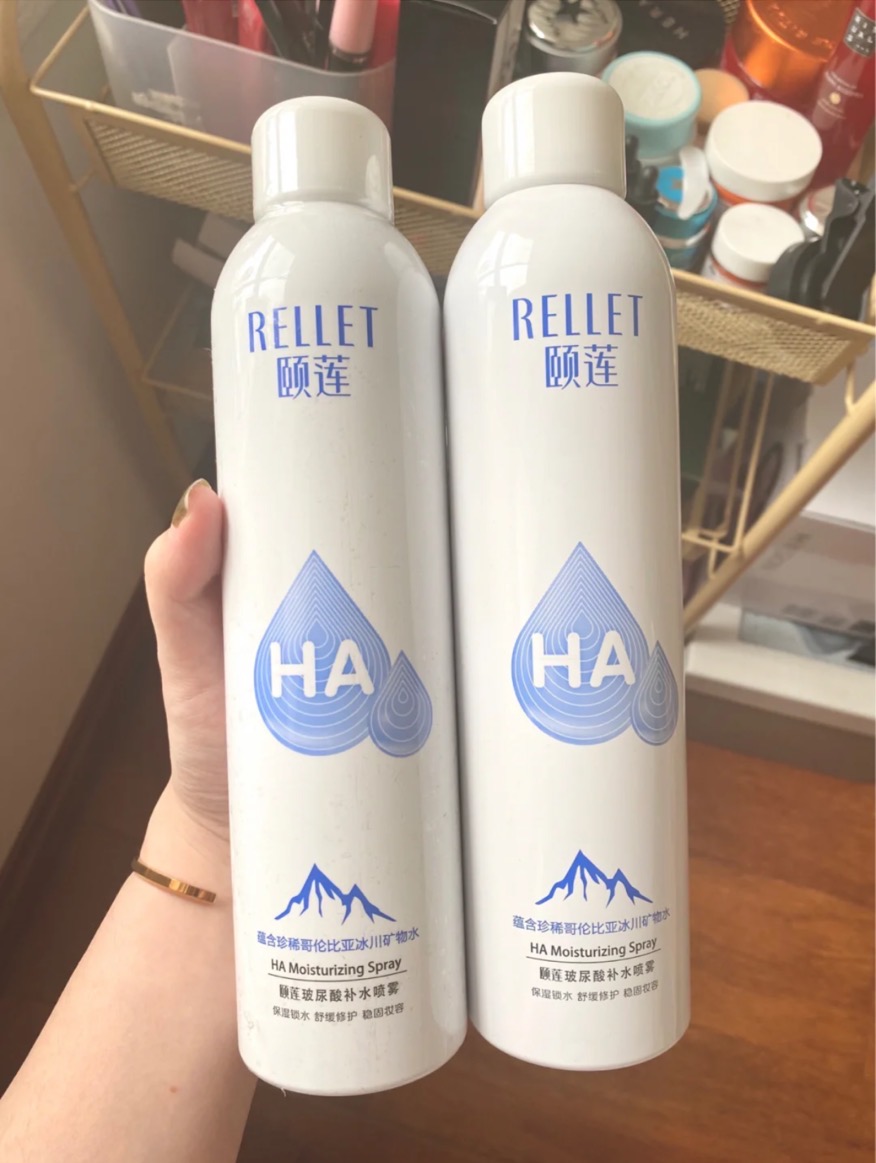 RELLET
颐莲
HA
蕴含珍稀哥伦比亚冰川矿物水
HA Moisturizing Spray
颐莲玻尿酸补水喷雾
保湿锁水 舒缓修护 稳固妆容
RELLET
颐莲
HA
蕴含珍稀哥伦比亚冰川矿物水
HA Moisturizing Spray
颐莲玻尿酸补水喷雾
保湿锁水 舒缓修护 稳固妆容